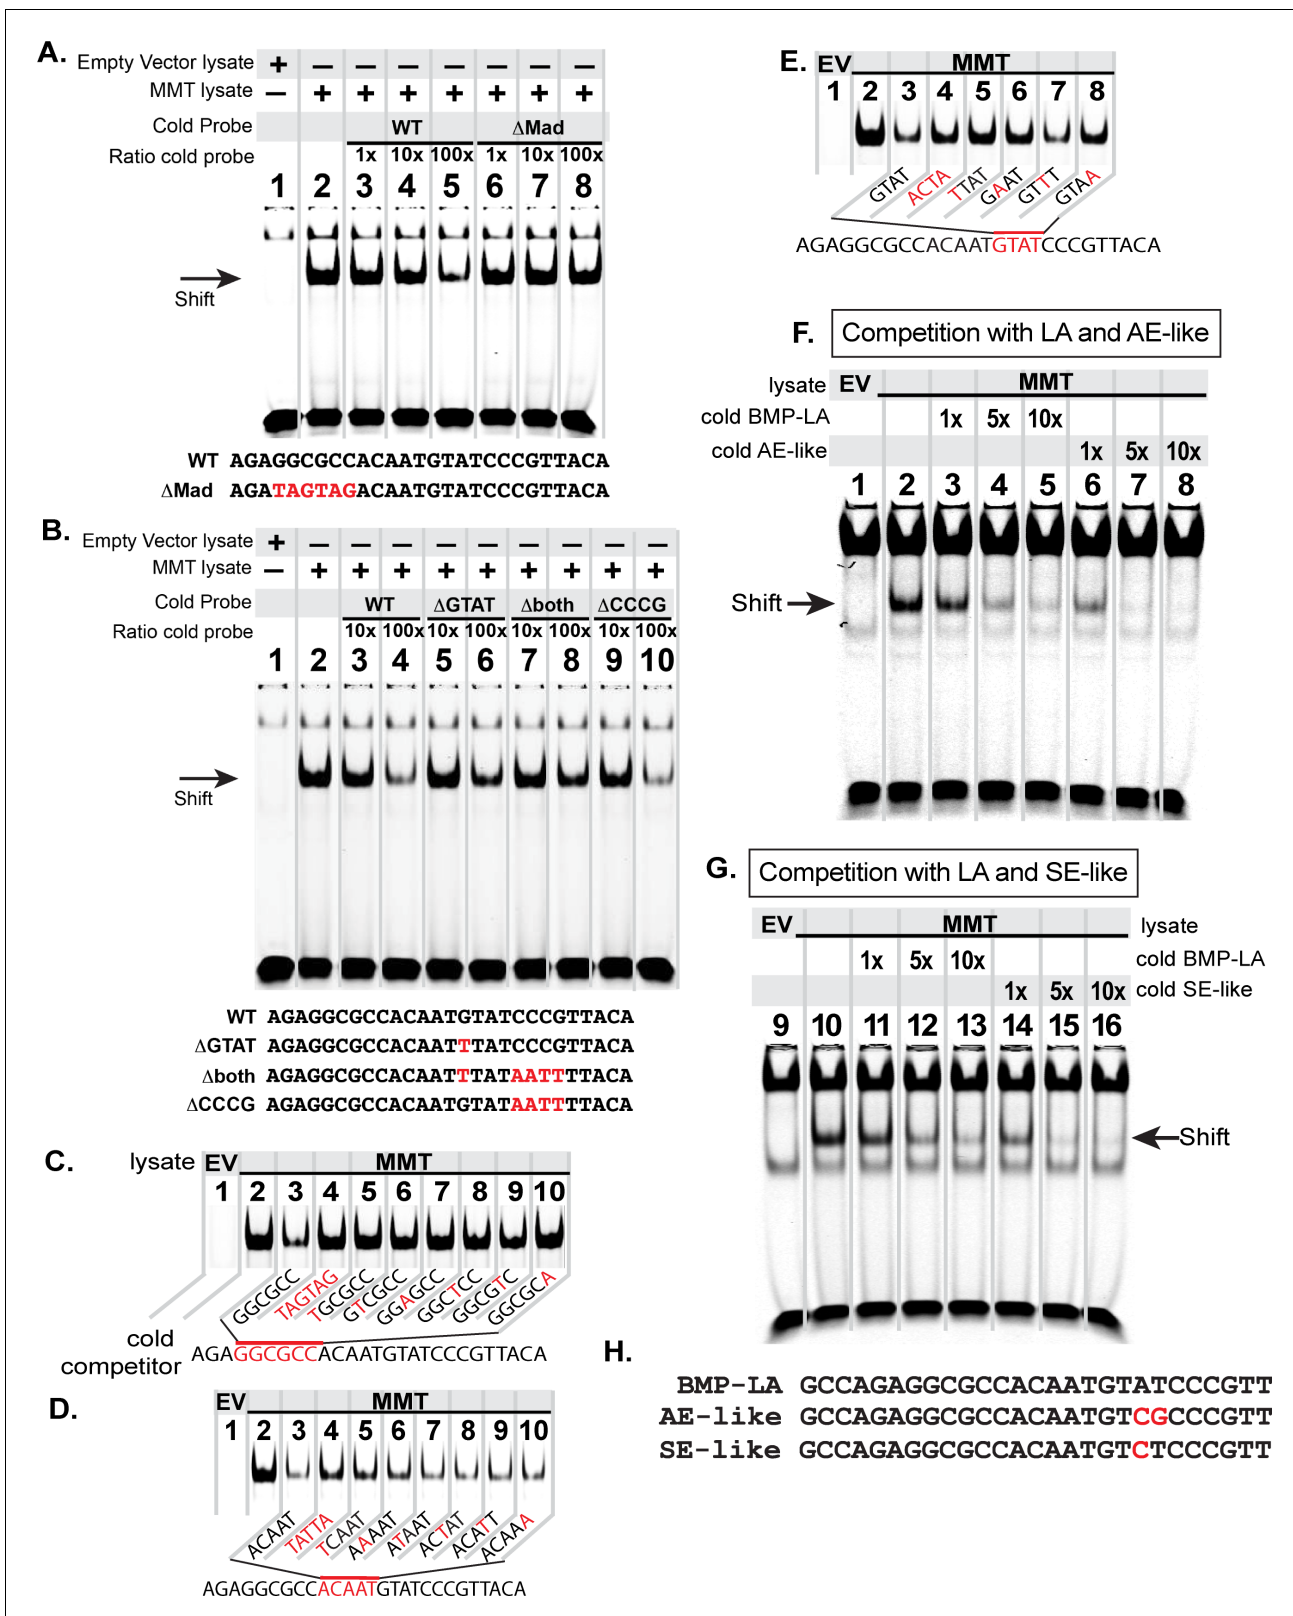 A.
Empty Vector lysate + – – – – – – –
MMT lysate – + + + + + + +
Cold Probe WT ΔMad
Ratio cold probe 1x 10x 100x 1x 10x 100x
1 2 3 4 5 6 7 8
Shift
WT AGAGGCGCCACAATGTATCCCGTTACA
ΔMad AGATAGTAGACAATGTATCCCGTTACA
B.
Empty Vector lysate + – – – – – – – – –
MMT lysate – + + + + + + + + +
Cold Probe WT ΔGTAT Δboth ΔCCCG
Ratio cold probe 10x 100x 10x 100x 10x 100x 10x 100x
1 2 3 4 5 6 7 8 9 10
Shift
WT AGAGGCGCCACAATGTATCCCGTTACA
ΔGTAT AGAGGCGCCACAATTTATCCCGTTACA
Δboth AGAGGCGCCACAATTTATAATTTTACA
ΔCCCG AGAGGCGCCACAATGTATAATTTTACA
C.
lysate EV MMT
1 2 3 4 5 6 7 8 9 10
GGCGCC TAGTAG TGCGCC GTCGCC GGAGCC GGCTCC GGCGTC GGCGCA
cold
competitor AGAGGCGCCACAATGTATCCCGTTACA
D.
EV MMT
1 2 3 4 5 6 7 8 9 10
ACAAT TATTA TCAAT AAAAT ATAAT ACTAT ACATT ACAAA
AGAGGCGCCACAATGTATCCCGTTACA
E.
EV MMT
1 2 3 4 5 6 7 8
GTAT ACTA TTAT GAAT GTTT GTAA
AGAGGCGCCACAATGTATCCCGTTACA
F. Competition with LA and AE-like
lysate EV MMT
cold BMP-LA 1x 5x 10x
cold AE-like 1x 5x 10x
1 2 3 4 5 6 7 8
Shift
G. Competition with LA and SE-like
EV MMT lysate
1x 5x 10x cold BMP-LA
1x 5x 10x cold SE-like
9 10 11 12 13 14 15 16
Shift
H.
BMP-LA GCCAGAGGCGCCACAATGTATCCCGTT
AE-like GCCAGAGGCGCCACAATGTCGCCCGTT
SE-like GCCAGAGGCGCCACAATGTCTCCCGTT